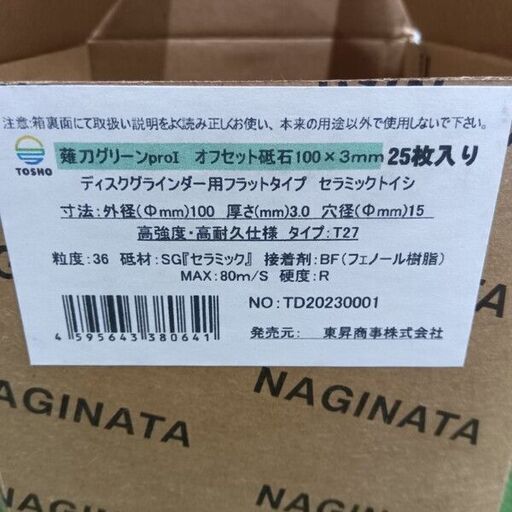 NISHI
注意:箱裏面にて取扱い説明をよく読み正しくお使い、本来の用途以外で使用しないで下さい。
TOSHO
薙刀グリーンproI オフセット砥石100×3mm 25枚入り
ディスクグラインダー用フラットタイプ セラミックトイシ
寸法:外径(Φmm)100 厚さ(mm)3.0 穴径(Φmm)15
高強度・高耐久仕様 タイプ:T27
粒度:36 砥材:SG『セラミック』 接着剤:BF(フェノール樹脂)
MAX:80m/S 硬度:R
4 595643 380641
NO:TD20230001
発売元: 東昇商事株式会社
NAGINATA
NAGINATA
NAGINATA
NAGINATA